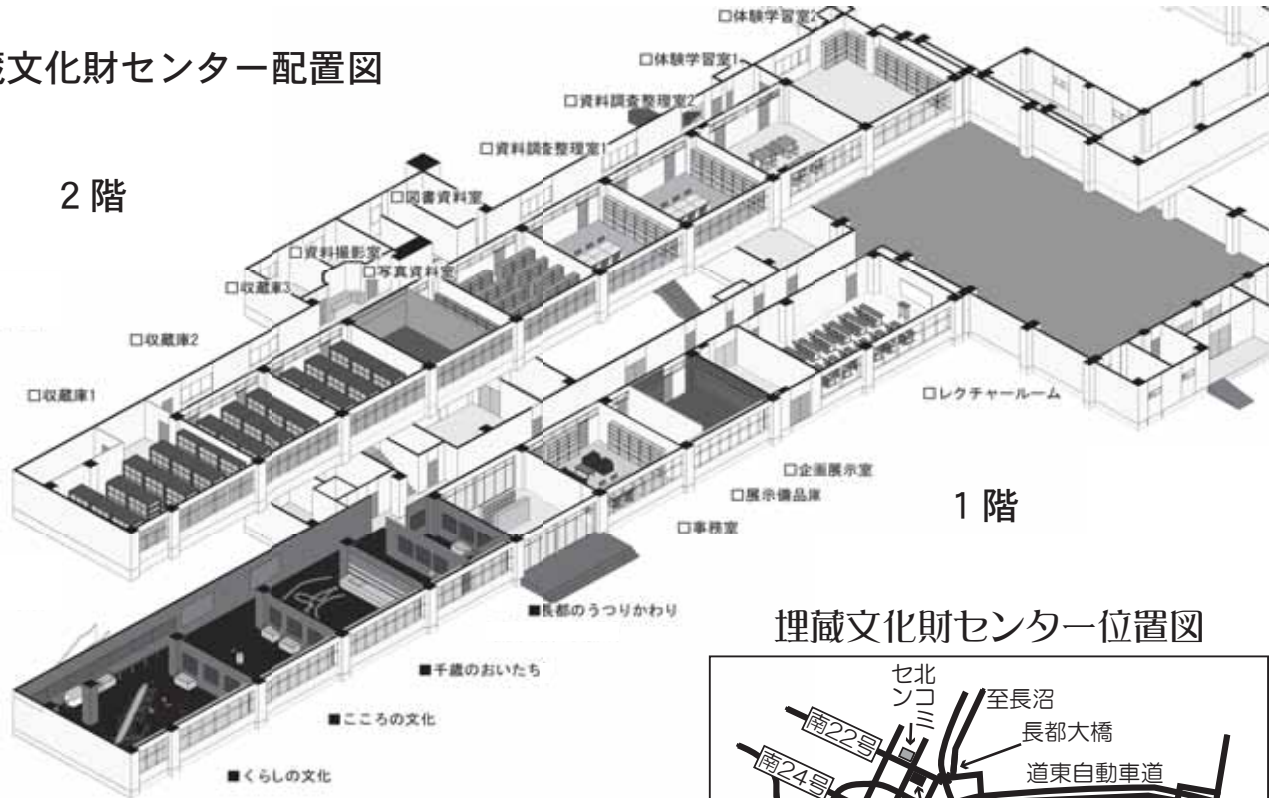 蔵文化財センター配置図
2階
□体験学習室2
□体験学習室1
□資料調査整理室2
□資料調査整理室1
□図書資料室
□資料撮影室
□写真資料室
□収蔵庫3
□収蔵庫2
□収蔵庫1
□レクチャールーム
□企画展示室
□展示備品庫
□事務室
1階
■長都のうつりかわり
■千歳のおいたち
■こころの文化
■くらしの文化
埋蔵文化財センター位置図
北コミセン
至長沼
南22号
長都大橋
南24号
道東自動車道